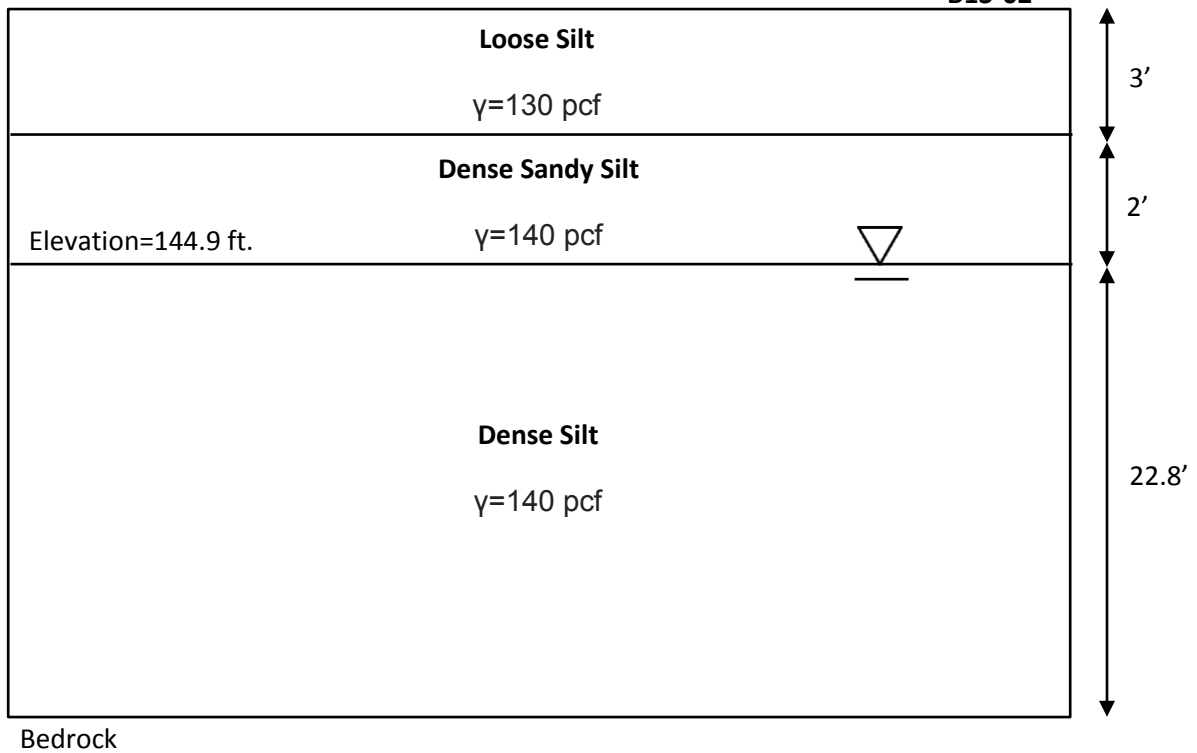 Loose Silt
3’
γ=130 pcf
Dense Sandy Silt
2’
Elevation=144.9 ft.
γ=140 pcf
Dense Silt
22.8’
γ=140 pcf
Bedrock